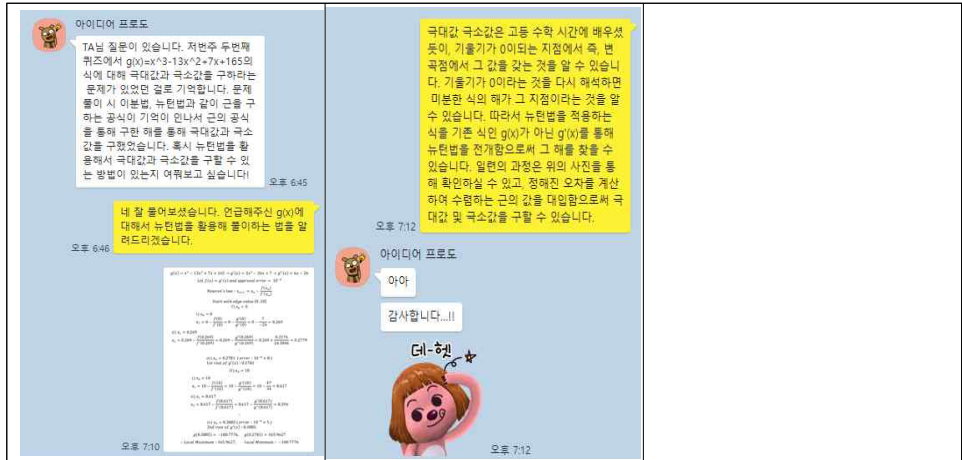 아이디어 프로도
TA님 질문이 있습니다. 저번주 두번째
퀴즈에서 g(x)=x^3-13x^2+7x+165의
식에 대해 극대값과 극소값을 구하라는
문제가 있었던 걸로 기억합니다. 문제
풀이 시 이분법, 뉴턴법과 같이 근을 구
하는 공식이 기억이 안나서 근의 공식
을 통해 구한 해를 통해 극대값과 극소
값을 구했었습니다. 혹시 뉴턴법을 활
용해서 극대값과 극소값을 구할 수 있
는 방법이 있는지 여쭤보고 싶습니다!
오후 6:45
네 잘 물어보셨습니다. 언급해주신 g(x)에
대해서 뉴턴법을 활용해 풀이하는 법을 알
려드리겠습니다.
오후 6:46
Start with edge value [0, 10]
오후 7:10
극대값 극소값은 고등 수학 시간에 배우셨
듯이, 기울기가 0이되는 지점에서 즉, 변
곡점에서 그 값을 갖는 것을 알 수 있습니
다. 기울기가 0이라는 것을 다시 해석하면
미분한 식의 해가 그 지점이라는 것을 알
수 있습니다. 따라서 뉴턴법을 적용하는
식을 기존 식인 g(x)가 아닌 g'(x)를 통해
뉴턴법을 전개함으로써 그 해를 찾을 수
있습니다. 일련의 과정은 위의 사진을 통
해 확인하실 수 있고, 정해진 오차를 계산
하여 수렴하는 근의 값을 대입함으로써 극
대값 및 극소값을 구할 수 있습니다.
오후 7:12
아이디어 프로도
아아
감사합니다...!!
데-헷
오후 7:12